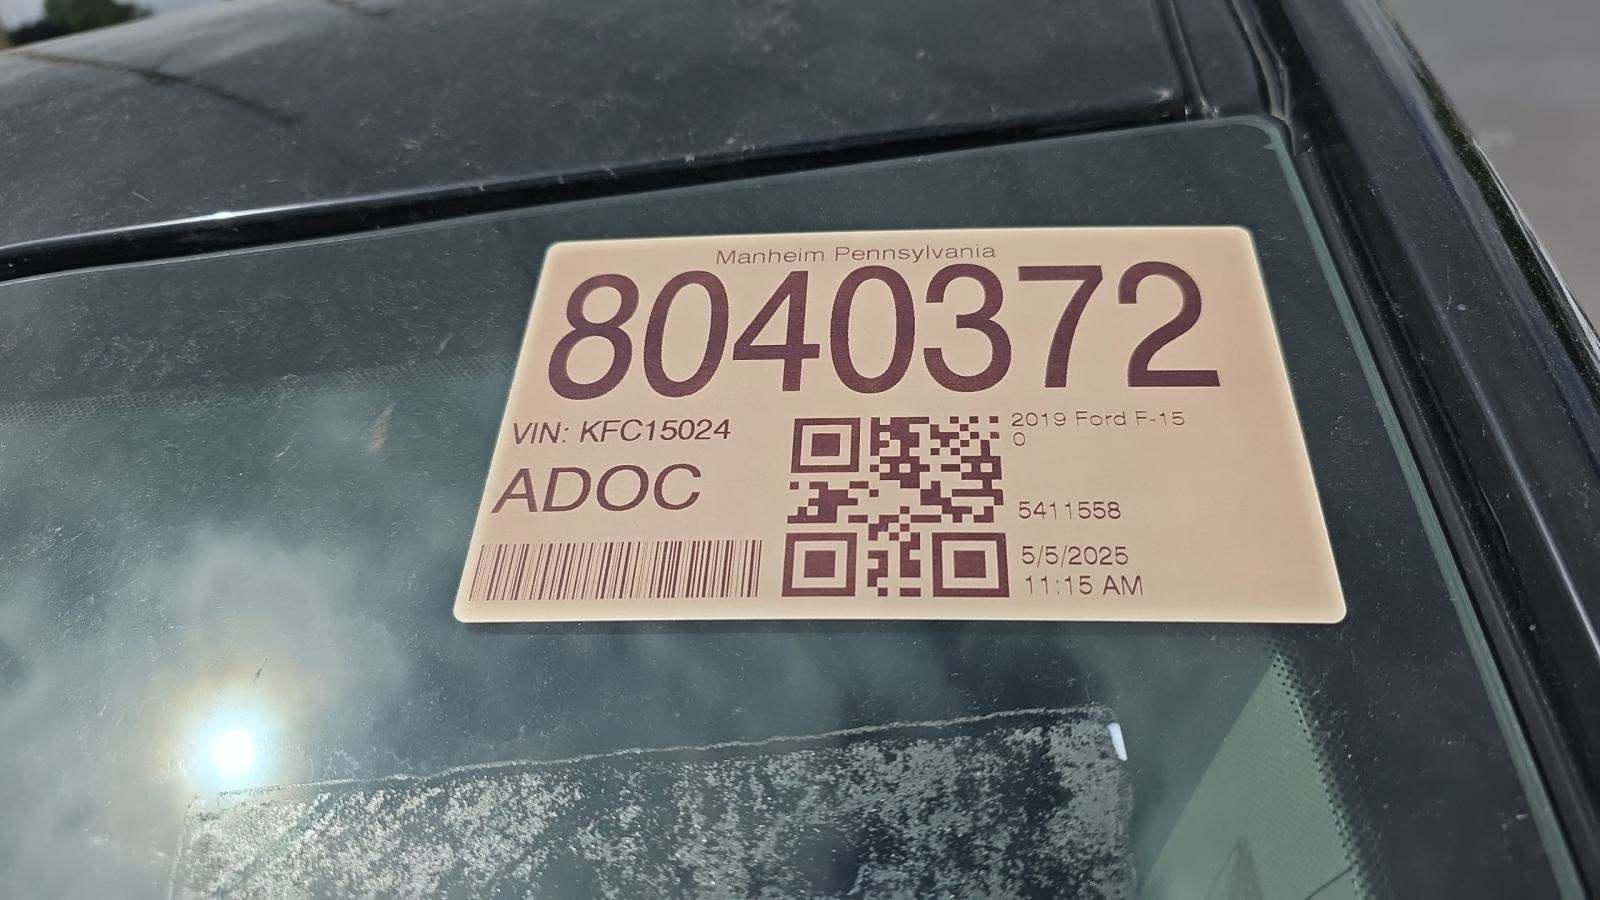 Manheim Pennsylvania
8040372
VIN: KFC15024
ADOC
2019 Ford F-15
0
5411558
5/5/2025
11:15 AM